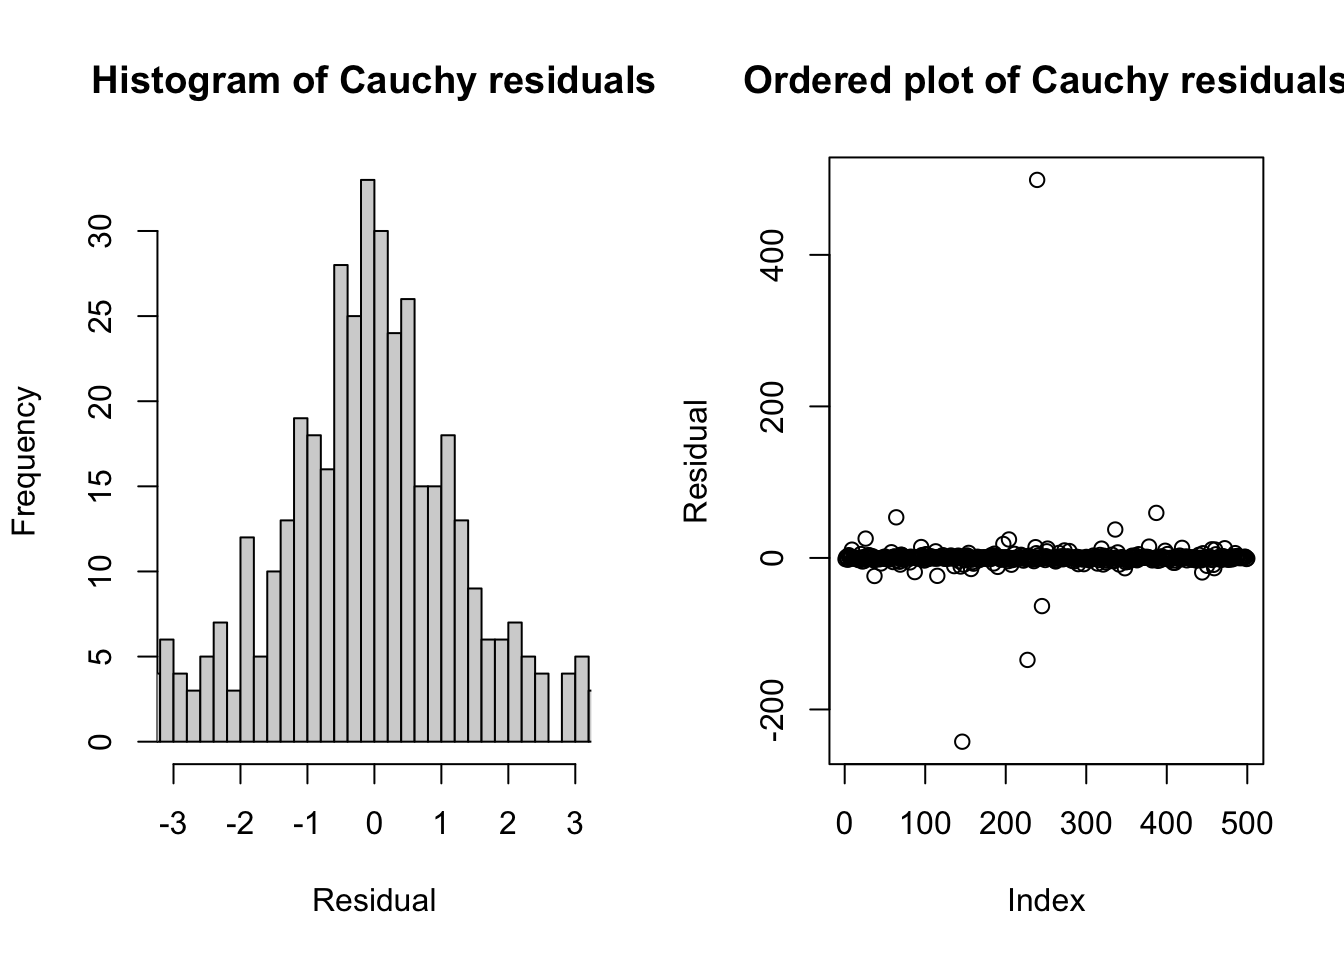 Histogram of Cauchy residuals
Frequency
30
25
20
15
10
5
0
-3 -2 -1 0 1 2 3
Residual
Ordered plot of Cauchy residuals
Residual
400
200
0
-200
0 100 200 300 400 500
Index